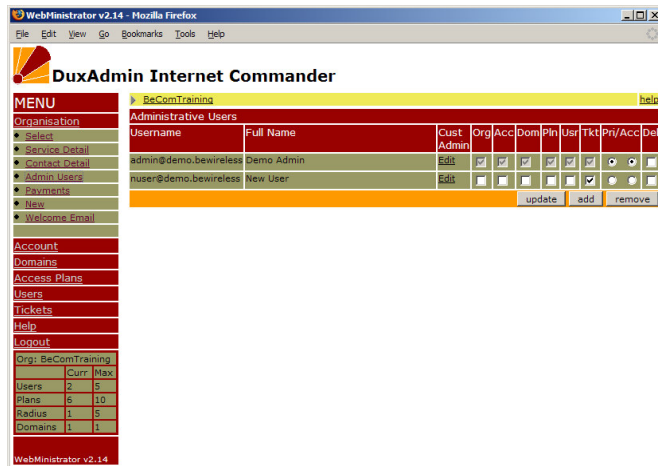 WebMinistrator v2.14 - Mozilla Firefox
File Edit View Go Bookmarks Tools Help
DuxAdmin Internet Commander
MENU
Organisation
Select
Service Detail
Contact Detail
Admin Users
Payments
New
Welcome Email
Account
Domains
Access Plans
Users
Tickets
Help
Logout
Org: BeComTraining
Curr Max
Users 2 5
Plans 6 10
Radius 1 5
Domains 1 1
WebMinistrator v2.14
BeComTraining help
Administrative Users
Username Full Name Cust Admin Org Acc Dom Pln Usr Tkt Pri/Acc Del
admin@demo.bewireless Demo Admin Edit
nuser@demo.bewireless New User Edit
update add remove